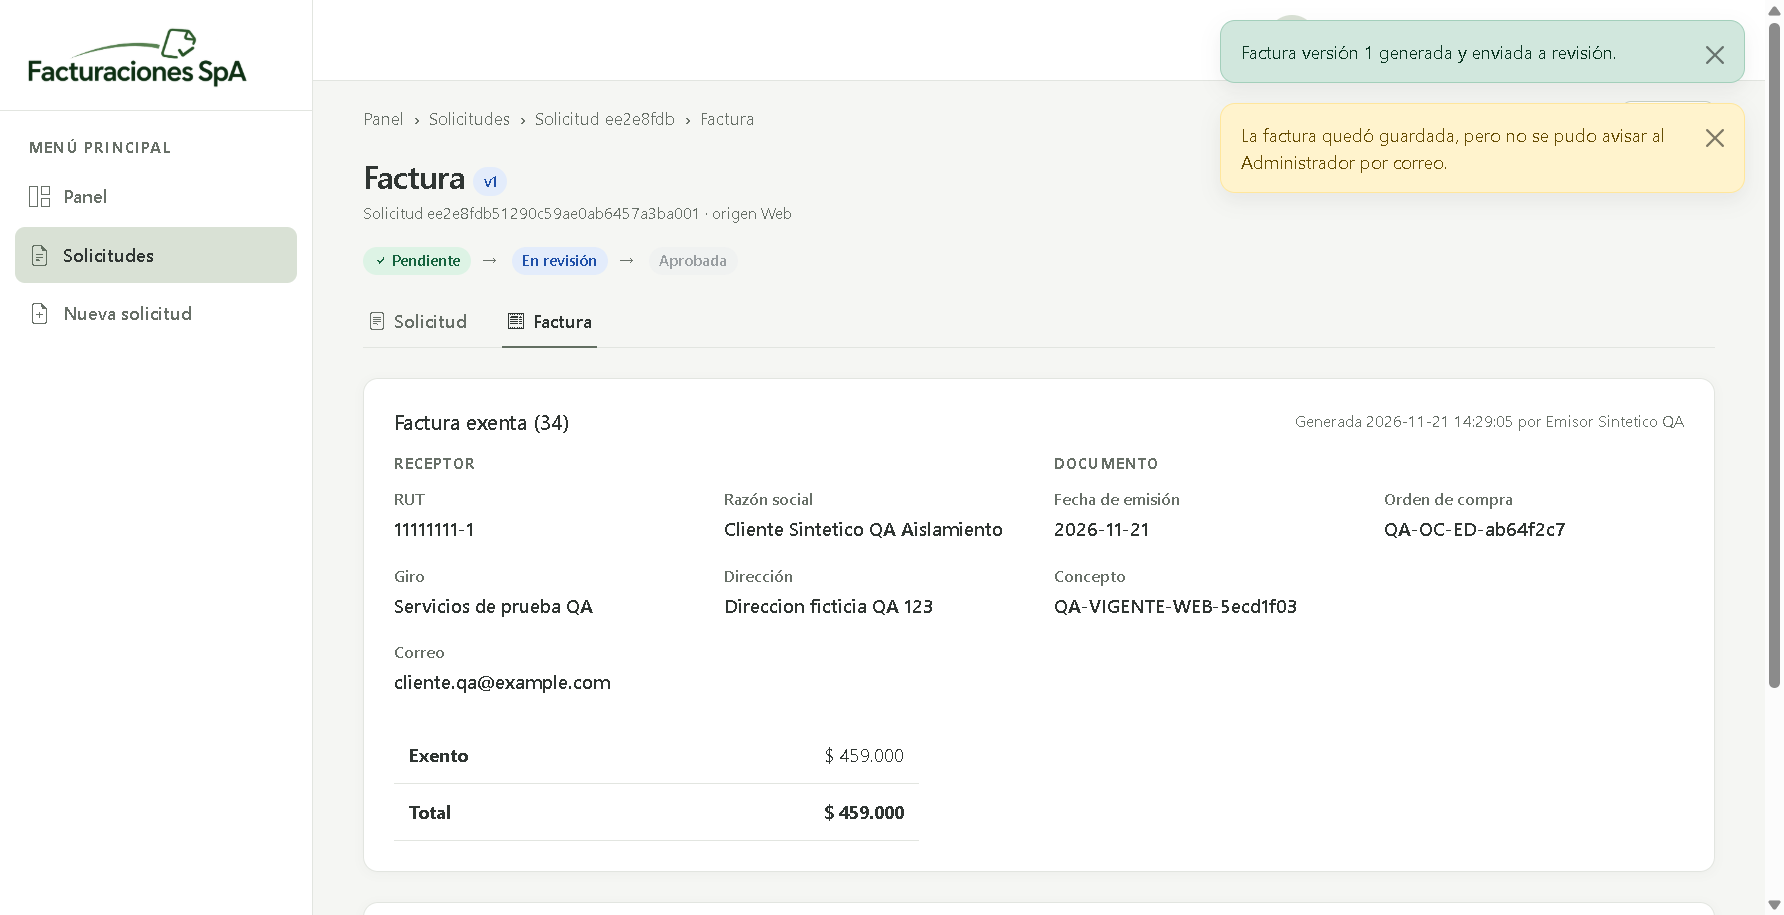 Facturaciones SpA
MENÚ PRINCIPAL
Panel
Solicitudes
Nueva solicitud
Factura versión 1 generada y enviada a revisión.
La factura quedó guardada, pero no se pudo avisar al
Administrador por correo.
Panel › Solicitudes › Solicitud ee2e8fdb › Factura
Factura v1
Solicitud ee2e8fdb51290c59ae0ab6457a3ba001 · origen Web
✓ Pendiente → En revisión → Aprobada
Solicitud Factura
Factura exenta (34) Generada 2026-11-21 14:29:05 por Emisor Sintetico QA
RECEPTOR DOCUMENTO
RUT Razón social Fecha de emisión Orden de compra
11111111-1 Cliente Sintetico QA Aislamiento 2026-11-21 QA-OC-ED-ab64f2c7
Giro Dirección Concepto
Servicios de prueba QA Direccion ficticia QA 123 QA-VIGENTE-WEB-5ecd1f03
Correo
cliente.qa@example.com
Exento $ 459.000
Total $ 459.000